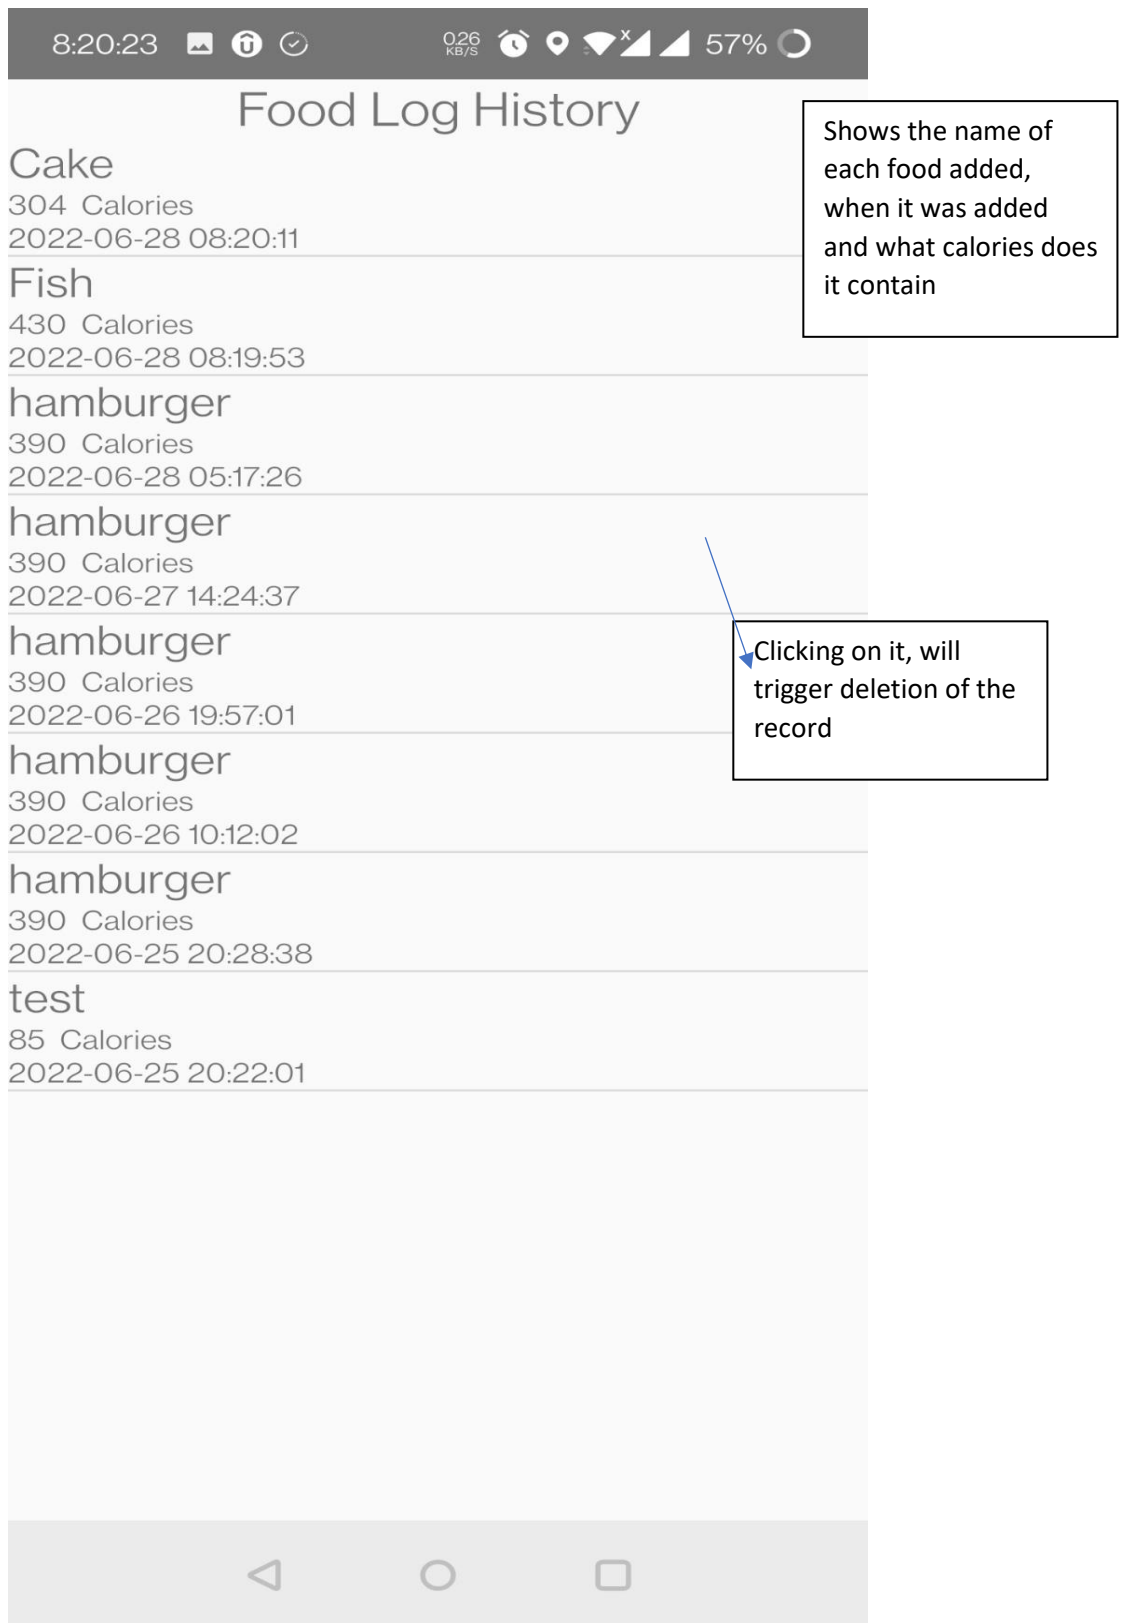 8:20:23 0.26 KB/S 57%
Food Log History
Cake
304 Calories
2022-06-28 08:20:11
Fish
430 Calories
2022-06-28 08:19:53
hamburger
390 Calories
2022-06-28 05:17:26
hamburger
390 Calories
2022-06-27 14:24:37
hamburger
390 Calories
2022-06-26 19:57:01
hamburger
390 Calories
2022-06-26 10:12:02
hamburger
390 Calories
2022-06-25 20:28:38
test
85 Calories
2022-06-25 20:22:01
Shows the name of
each food added,
when it was added
and what calories does
it contain
Clicking on it, will
trigger deletion of the
record